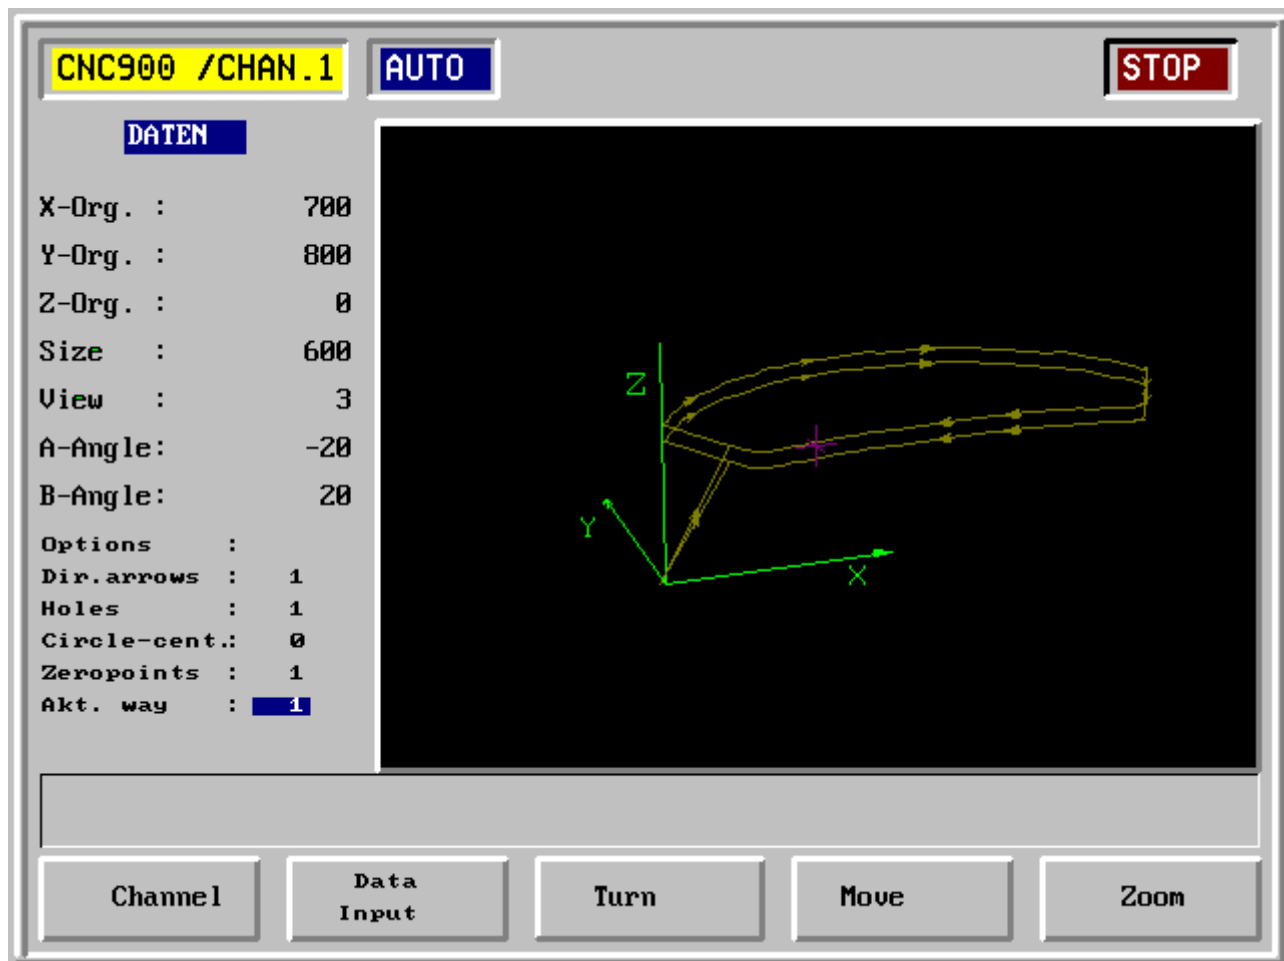 CNC900 /CHAN.1 AUTO STOP
DATEN
X-Org. : 700
Y-Org. : 800
Z-Org. : 0
Size : 600
View : 3
A-Angle: -20
B-Angle: 20
Options :
Dir.arrows : 1
Holes : 1
Circle-cent.: 0
Zeropoints : 1
Akt. way : 1
Z
Y
X
Channel
Data
Input
Turn
Move
Zoom